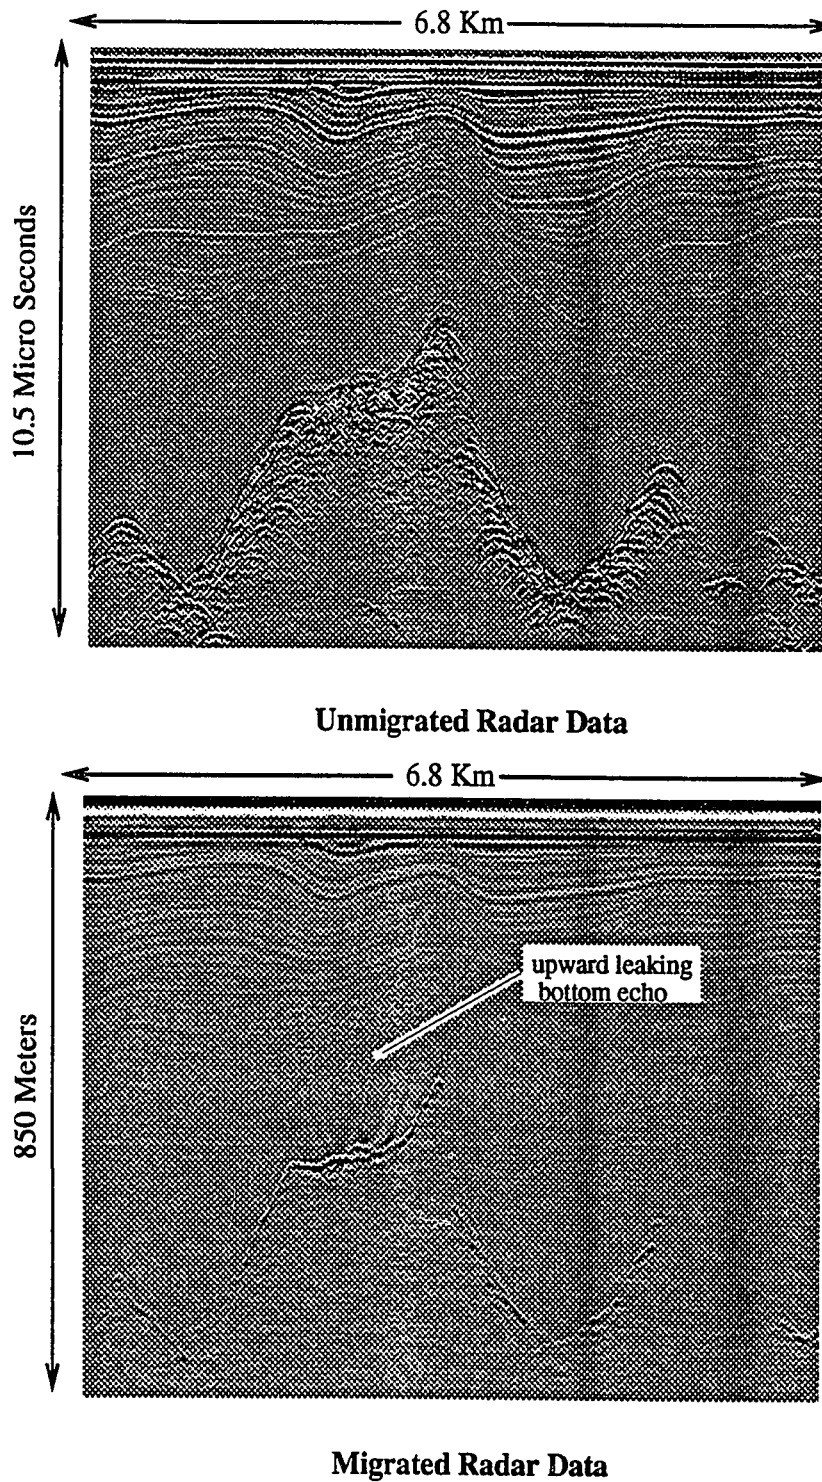 6.8 Km
10.5 Micro Seconds
Unmigrated Radar Data
6.8 Km
850 Meters
upward leaking
bottom echo
Migrated Radar Data